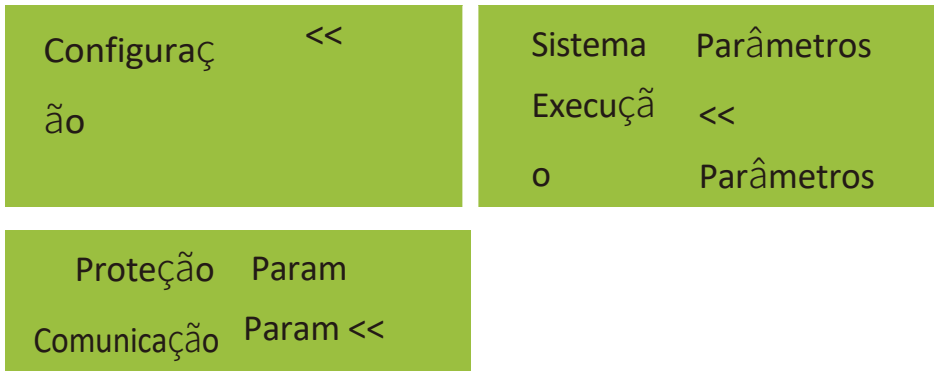 Configuraç <<
ão
Sistema Parâmetros
Execuçã <<
o Parâmetros
Proteção Param
Comunicação Param <<